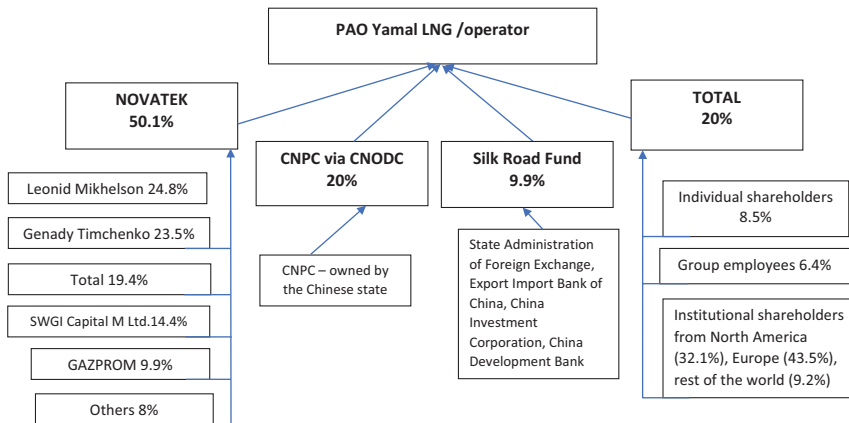 PAO Yamal LNG /operator
NOVATEK
50.1%
TOTAL
20%
CNPC via CNODC
20%
Silk Road Fund
9.9%
Leonid Mikhelson 24.8%
Genady Timchenko 23.5%
Total 19.4%
SWGI Capital M Ltd.14.4%
GAZPROM 9.9%
Others 8%
CNPC – owned by
the Chinese state
State Administration
of Foreign Exchange,
Export Import Bank of
China, China
Investment
Corporation, China
Development Bank
Individual shareholders
8.5%
Group employees 6.4%
Institutional shareholders
from North America
(32.1%), Europe (43.5%),
rest of the world (9.2%)